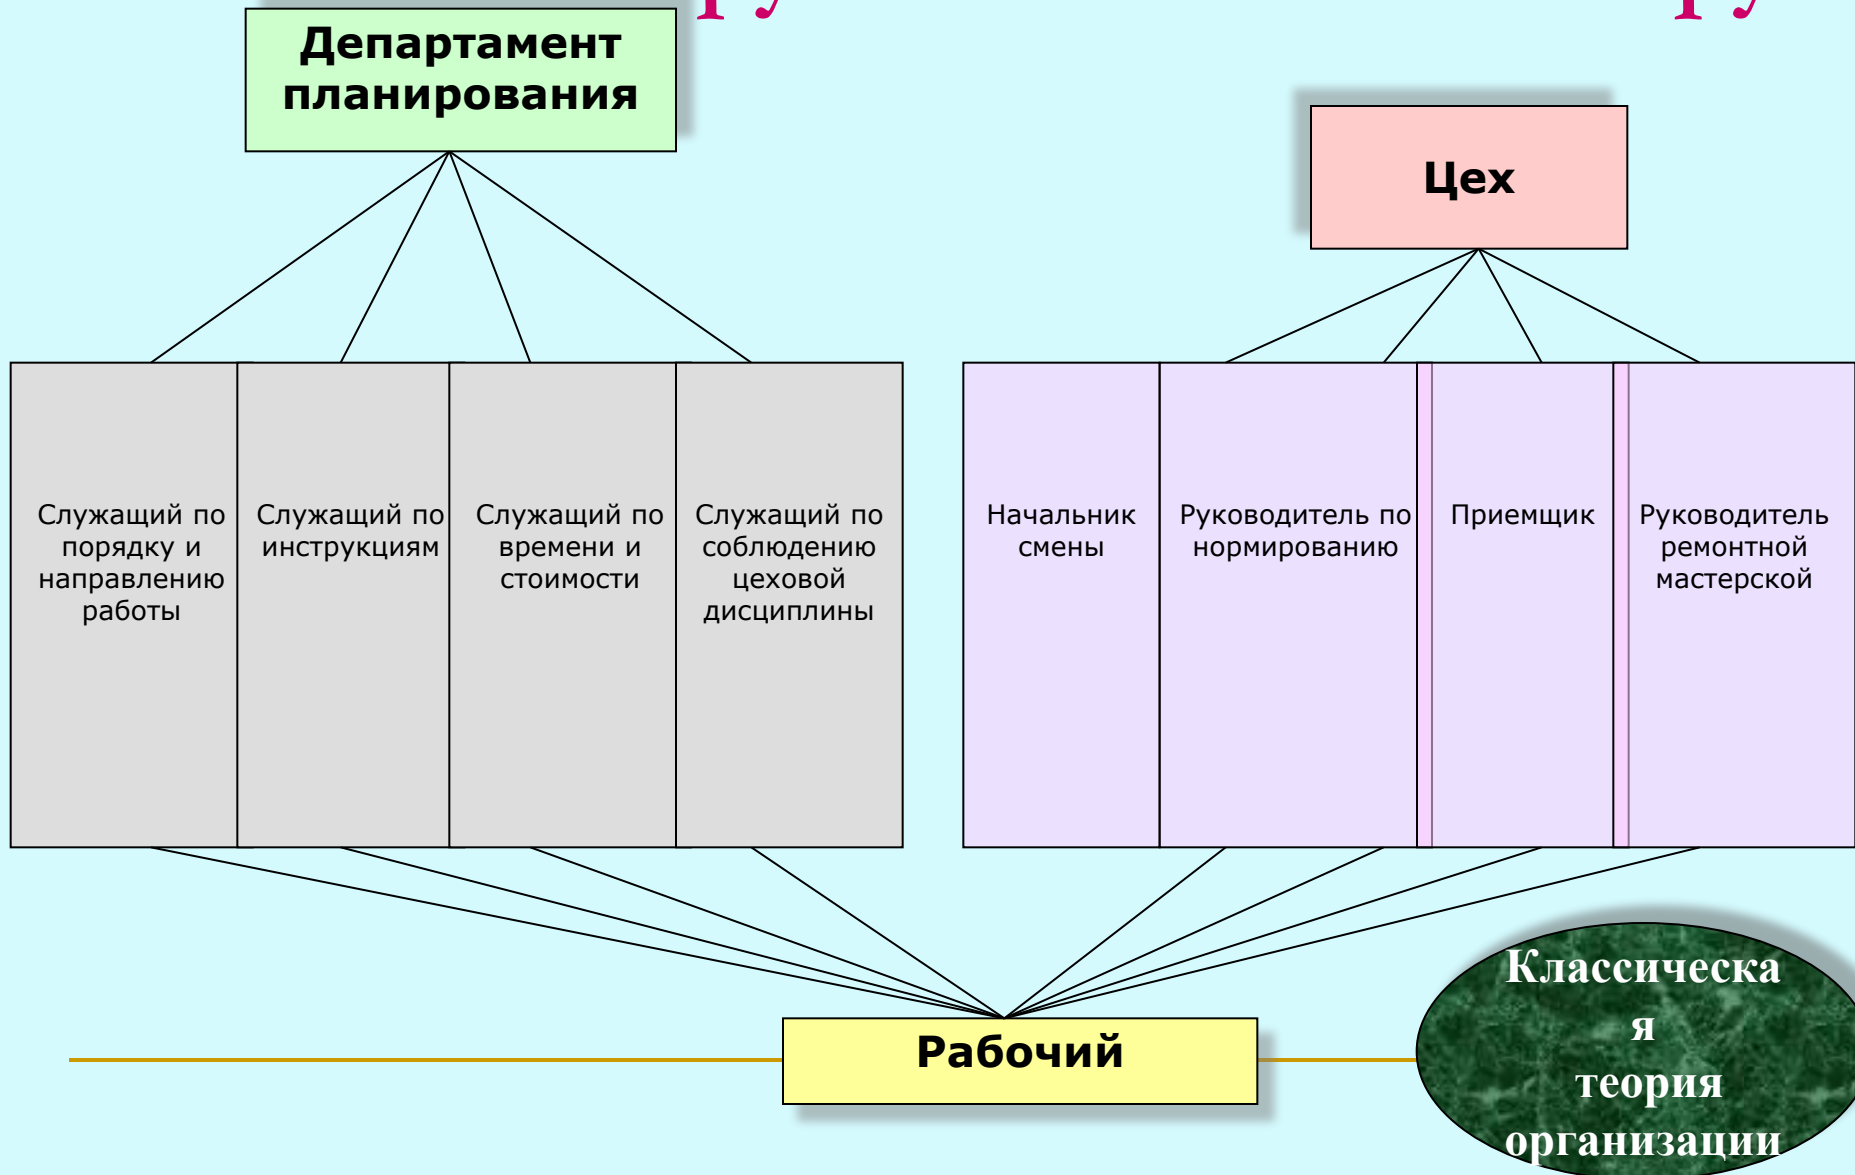 Департамент
планирования
Цех
Служащий по
порядку и
направлению
работы
Служащий по
инструкциям
Служащий по
времени и
стоимости
Служащий по
соблюдению
цеховой
дисциплины
Начальник
смены
Руководитель по
нормированию
Приемщик
Руководитель
ремонтной
мастерской
Рабочий
Классическа
я
теория
организации